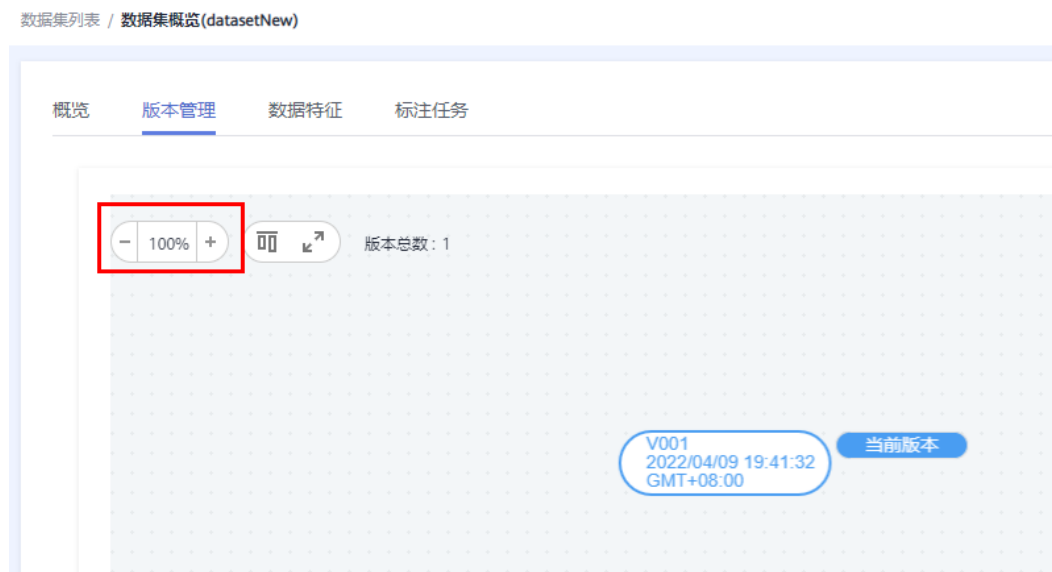 数据集列表 / 数据集概览(datasetNew)
概览 版本管理 数据特征 标注任务
− 100% + 版本总数 : 1
V001 当前版本
2022/04/09 19:41:32
GMT+08:00